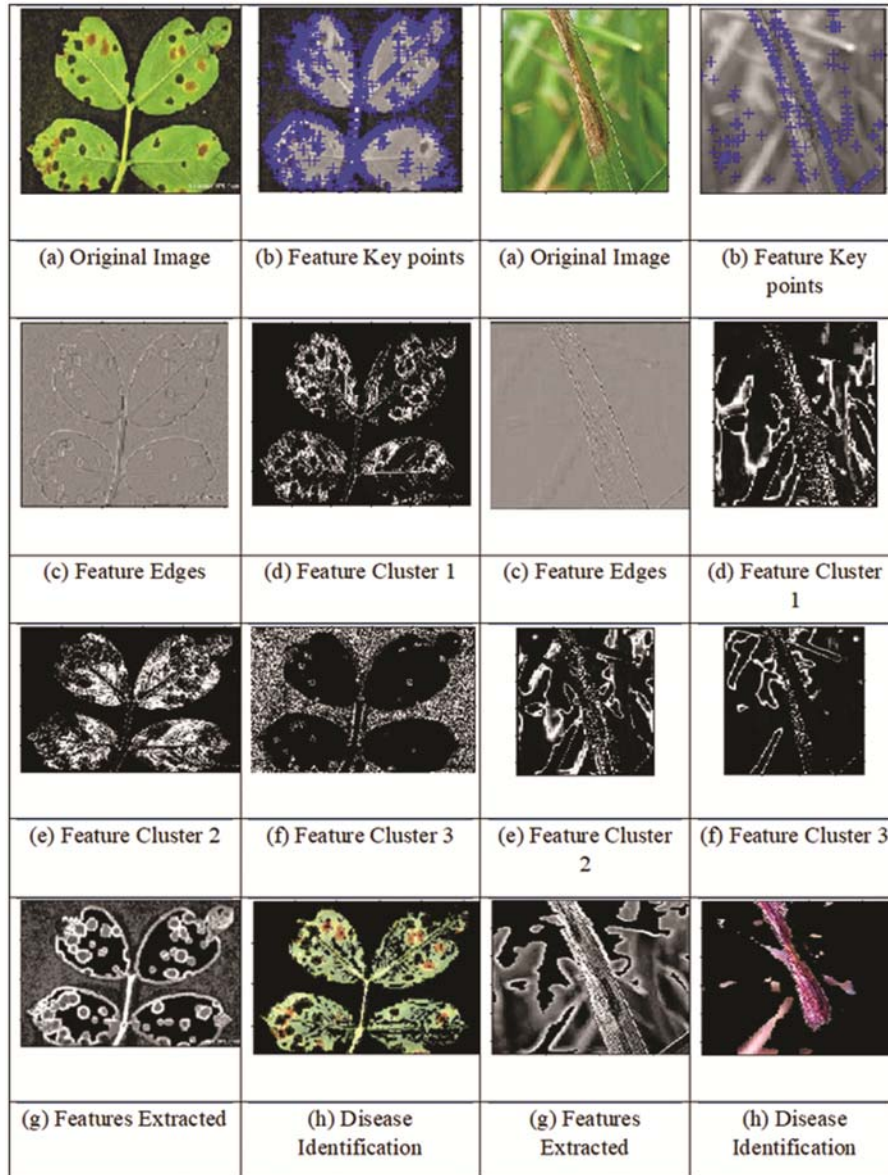 (a) Original Image
(b) Feature Key points
(a) Original Image
(b) Feature Key
points
(c) Feature Edges
(d) Feature Cluster 1
(c) Feature Edges
(d) Feature Cluster
1
(e) Feature Cluster 2
(f) Feature Cluster 3
(e) Feature Cluster
2
(f) Feature Cluster 3
(g) Features Extracted
(h) Disease
Identification
(g) Features
Extracted
(h) Disease
Identification